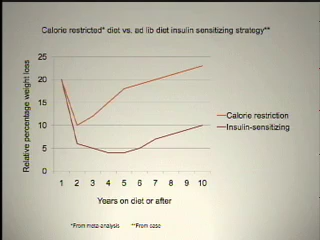 Calorie restricted* diet vs. ad lib diet insulin sensitizing strategy**
Relative percentage weight loss
25
20
15
10
5
0
1 2 3 4 5 6 7 8 9 10
Years on diet or after
Calorie restriction
Insulin-sensitizing
*From meta-analysis **From case